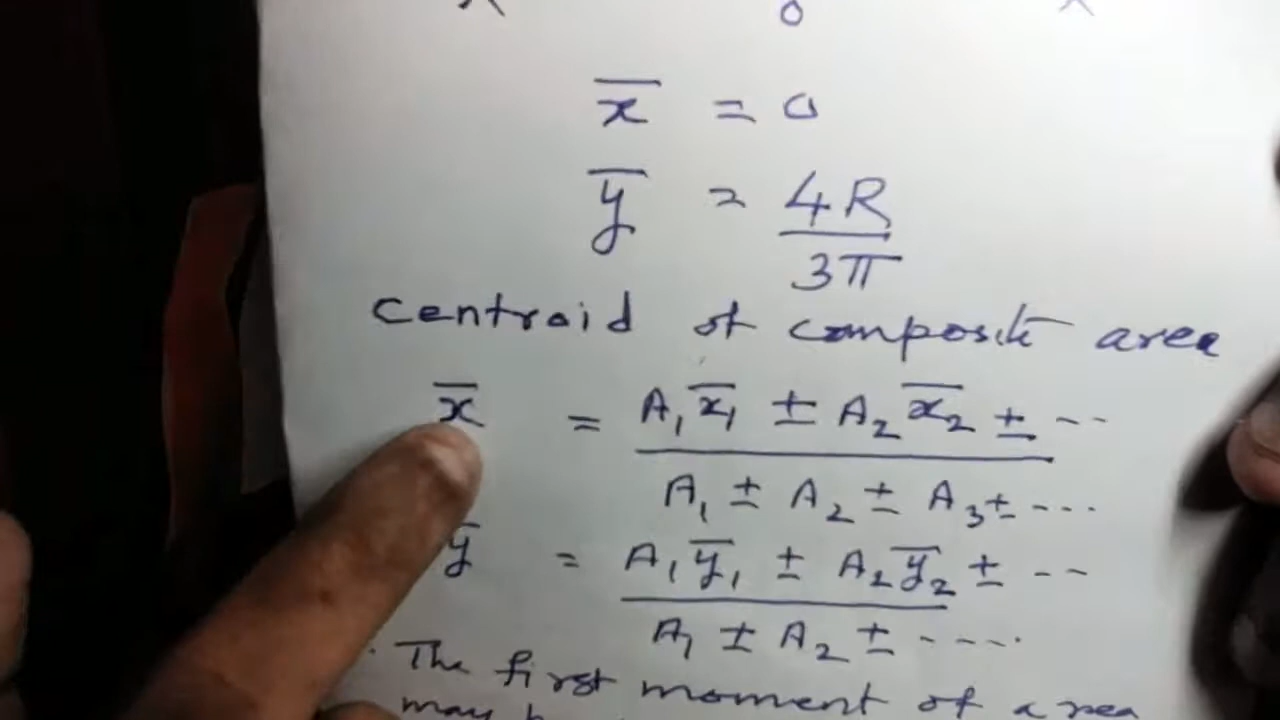 x o x
x̄ = 0
ȳ = 4R / 3π
Centroid of composite area
x̄ = A₁x̄₁ ± A₂x̄₂ ± -- / A₁ ± A₂ ± A₃ ± ----
ȳ = A₁ȳ₁ ± A₂ȳ₂ ± -- / A₁ ± A₂ ± -----
The first moment of area
may